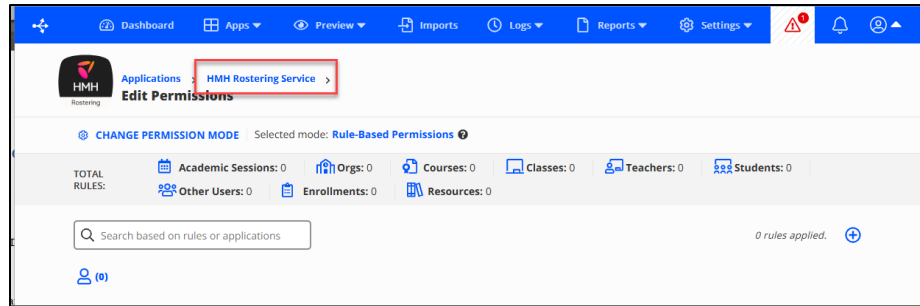 Dashboard Apps Preview Imports Logs Reports Settings 1
HMH
Rostering
Applications > HMH Rostering Service >
Edit Permissions
CHANGE PERMISSION MODE Selected mode: Rule-Based Permissions ?
TOTAL RULES:
Academic Sessions: 0 Orgs: 0 Courses: 0 Classes: 0 Teachers: 0 Students: 0
Other Users: 0 Enrollments: 0 Resources: 0
Search based on rules or applications 0 rules applied.
(0)